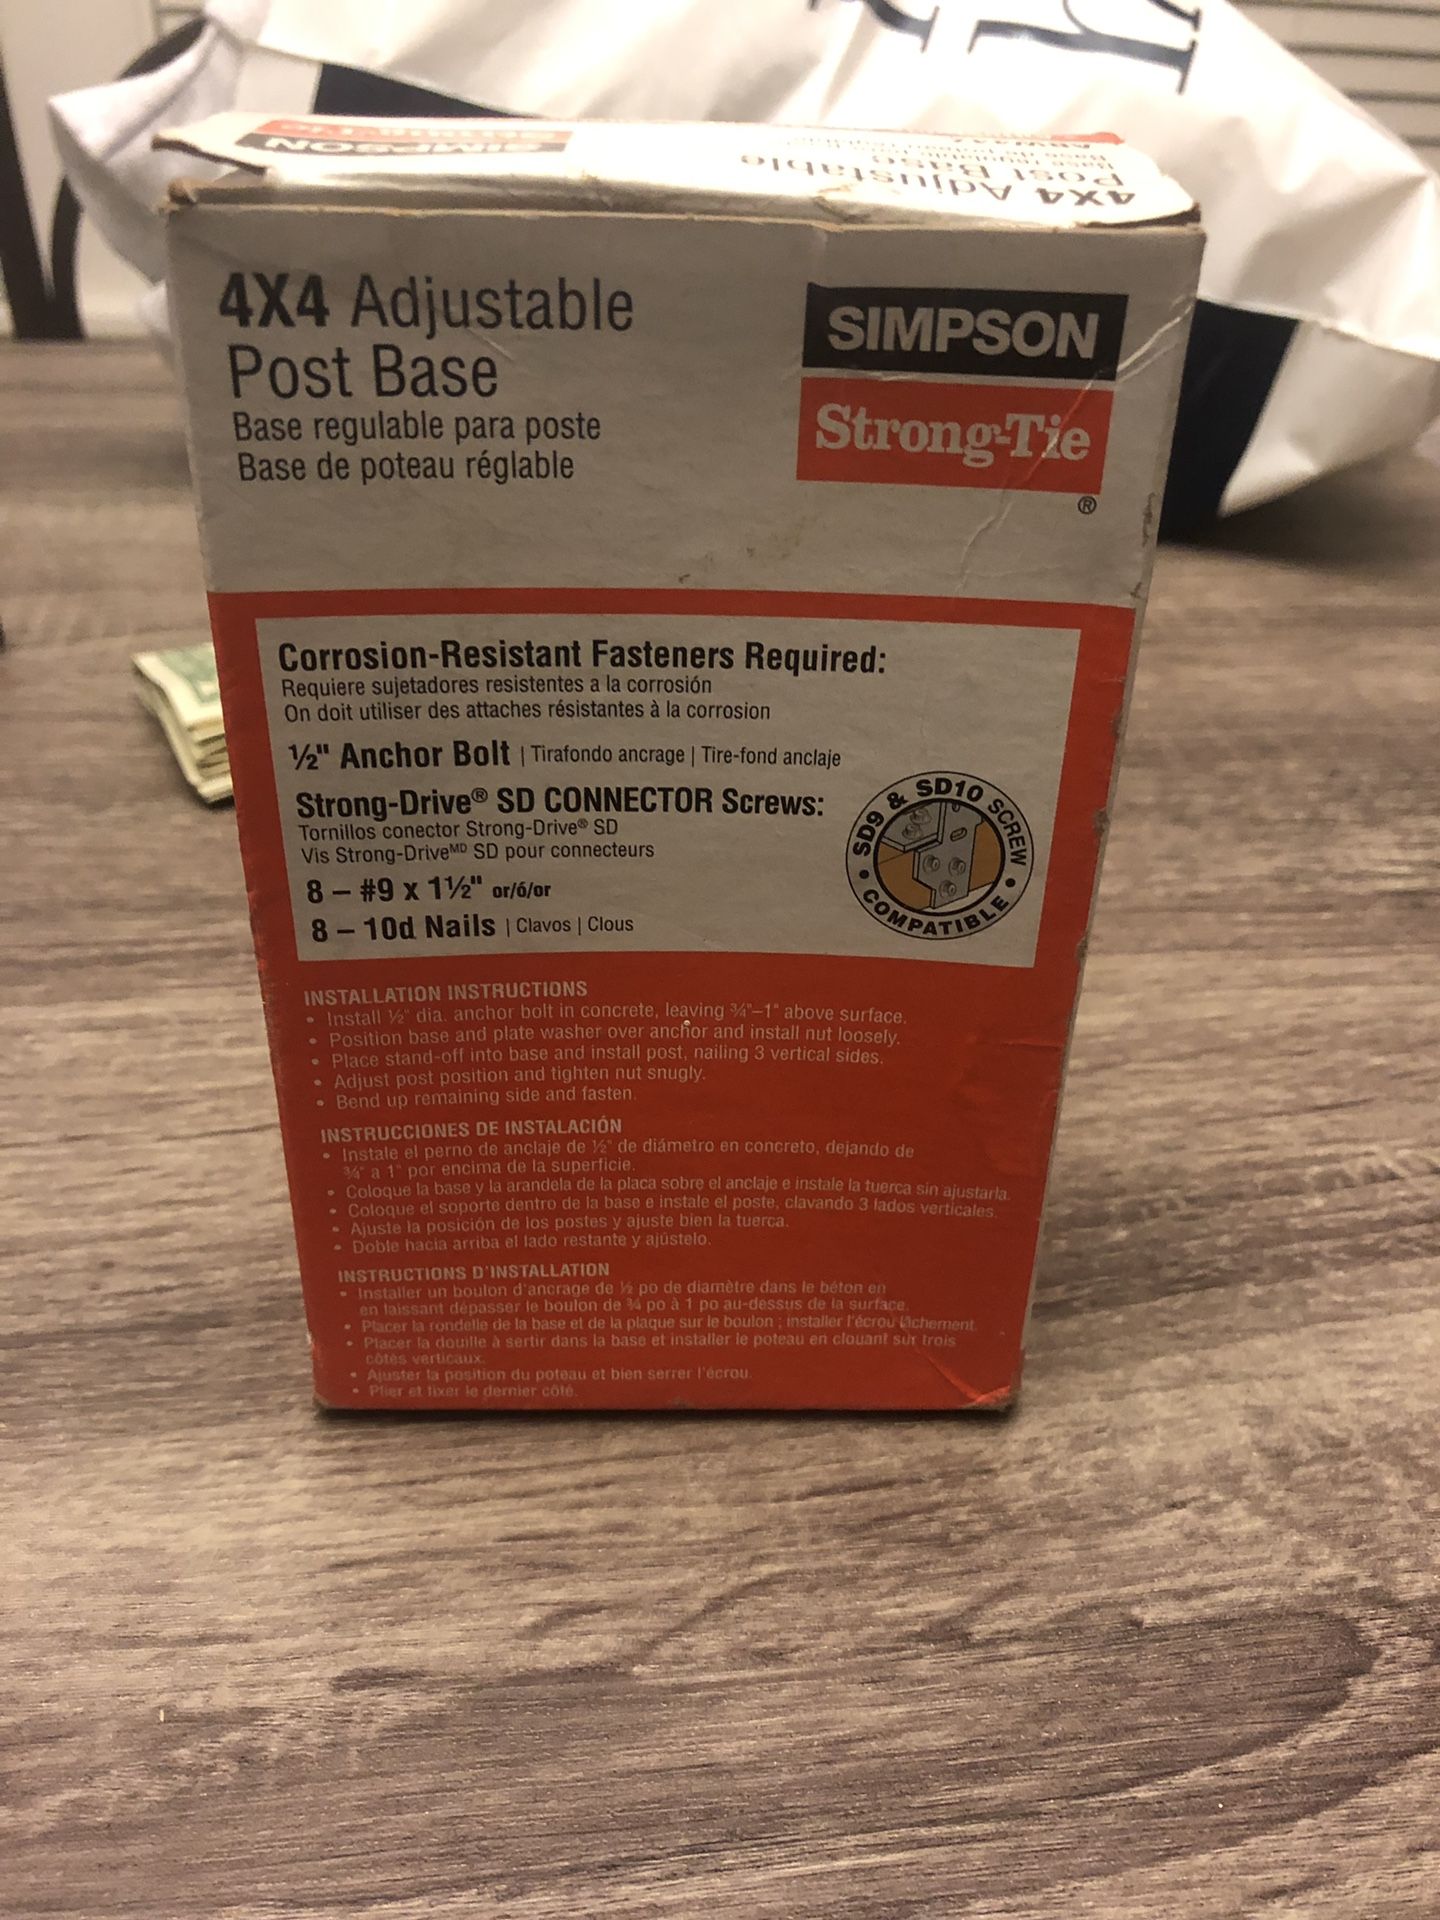 SIMPSON
Strong-Tie
4X4 Adjustable
Post Base
4X4 Adjustable
Post Base
Base regulable para poste
Base de poteau réglable
SIMPSON
Strong-Tie
®
Corrosion-Resistant Fasteners Required:
Requiere sujetadores resistentes a la corrosión
On doit utiliser des attaches résistantes à la corrosion
½" Anchor Bolt | Tirafondo ancrage | Tire-fond anclaje
Strong-Drive® SD CONNECTOR Screws:
Tornillos conector Strong-Drive® SD
Vis Strong-Drive MD SD pour connecteurs
8 – #9 x 1½" or/ó/or
8 – 10d Nails | Clavos | Clous
SD9 & SD10 SCREW
• COMPATIBLE •
INSTALLATION INSTRUCTIONS
• Install ½" dia. anchor bolt in concrete, leaving ¾"–1" above surface.
• Position base and plate washer over anchor and install nut loosely.
• Place stand-off into base and install post, nailing 3 vertical sides.
• Adjust post position and tighten nut snugly.
• Bend up remaining side and fasten.
INSTRUCCIONES DE INSTALACIÓN
• Instale el perno de anclaje de ½" de diámetro en concreto, dejando de
¾" a 1" por encima de la superficie.
• Coloque la base y la arandela de la placa sobre el anclaje e instale la tuerca sin ajustarla.
• Coloque el soporte dentro de la base e instale el poste, clavando 3 lados verticales.
• Ajuste la posición de los postes y ajuste bien la tuerca.
• Doble hacia arriba el lado restante y ajústelo.
INSTRUCTIONS D'INSTALLATION
• Installer un boulon d'ancrage de ½ po de diamètre dans le béton en
en laissant dépasser le boulon de ¾ po à 1 po au-dessus de la surface.
• Placer la rondelle de la base et de la plaque sur le boulon ; installer l'écrou lâchement.
• Placer la douille à sertir dans la base et installer le poteau en clouant sur trois
côtés verticaux.
• Ajuster la position du poteau et bien serrer l'écrou.
• Plier et fixer le dernier côté.